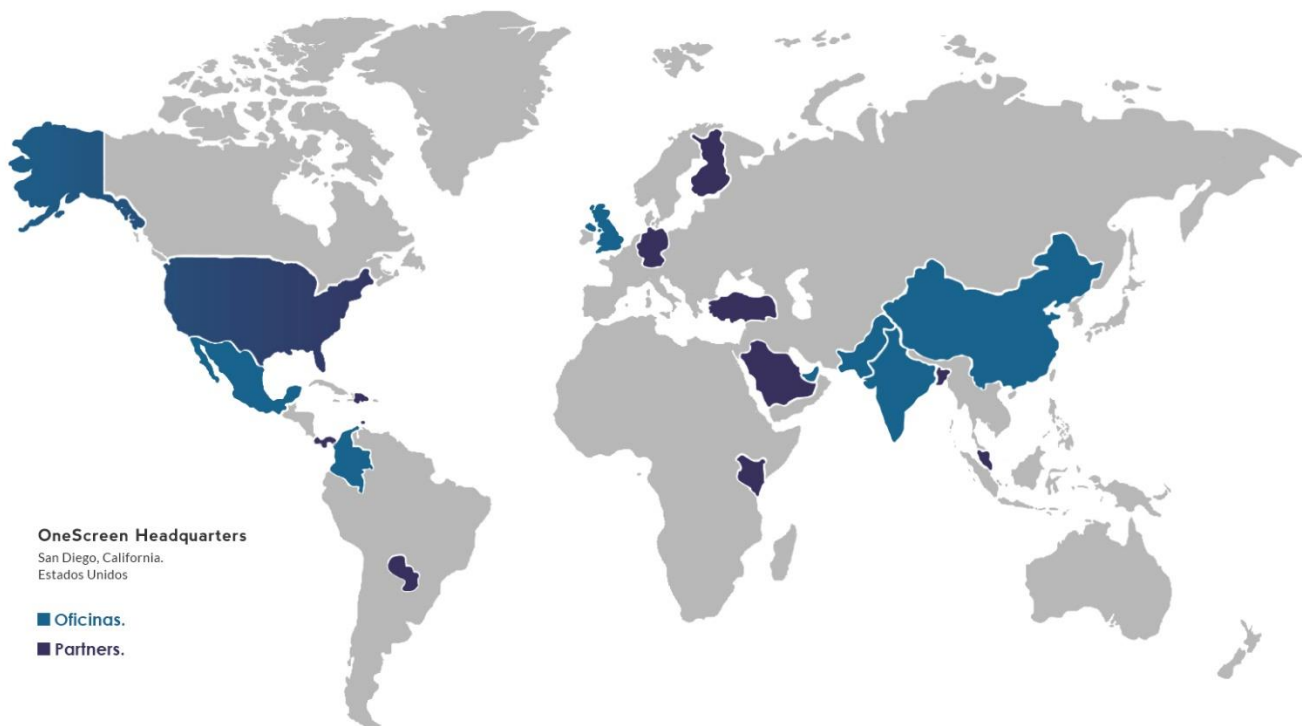 OneScreen Headquarters
San Diego, California.
Estados Unidos
Oficinas.
Partners.